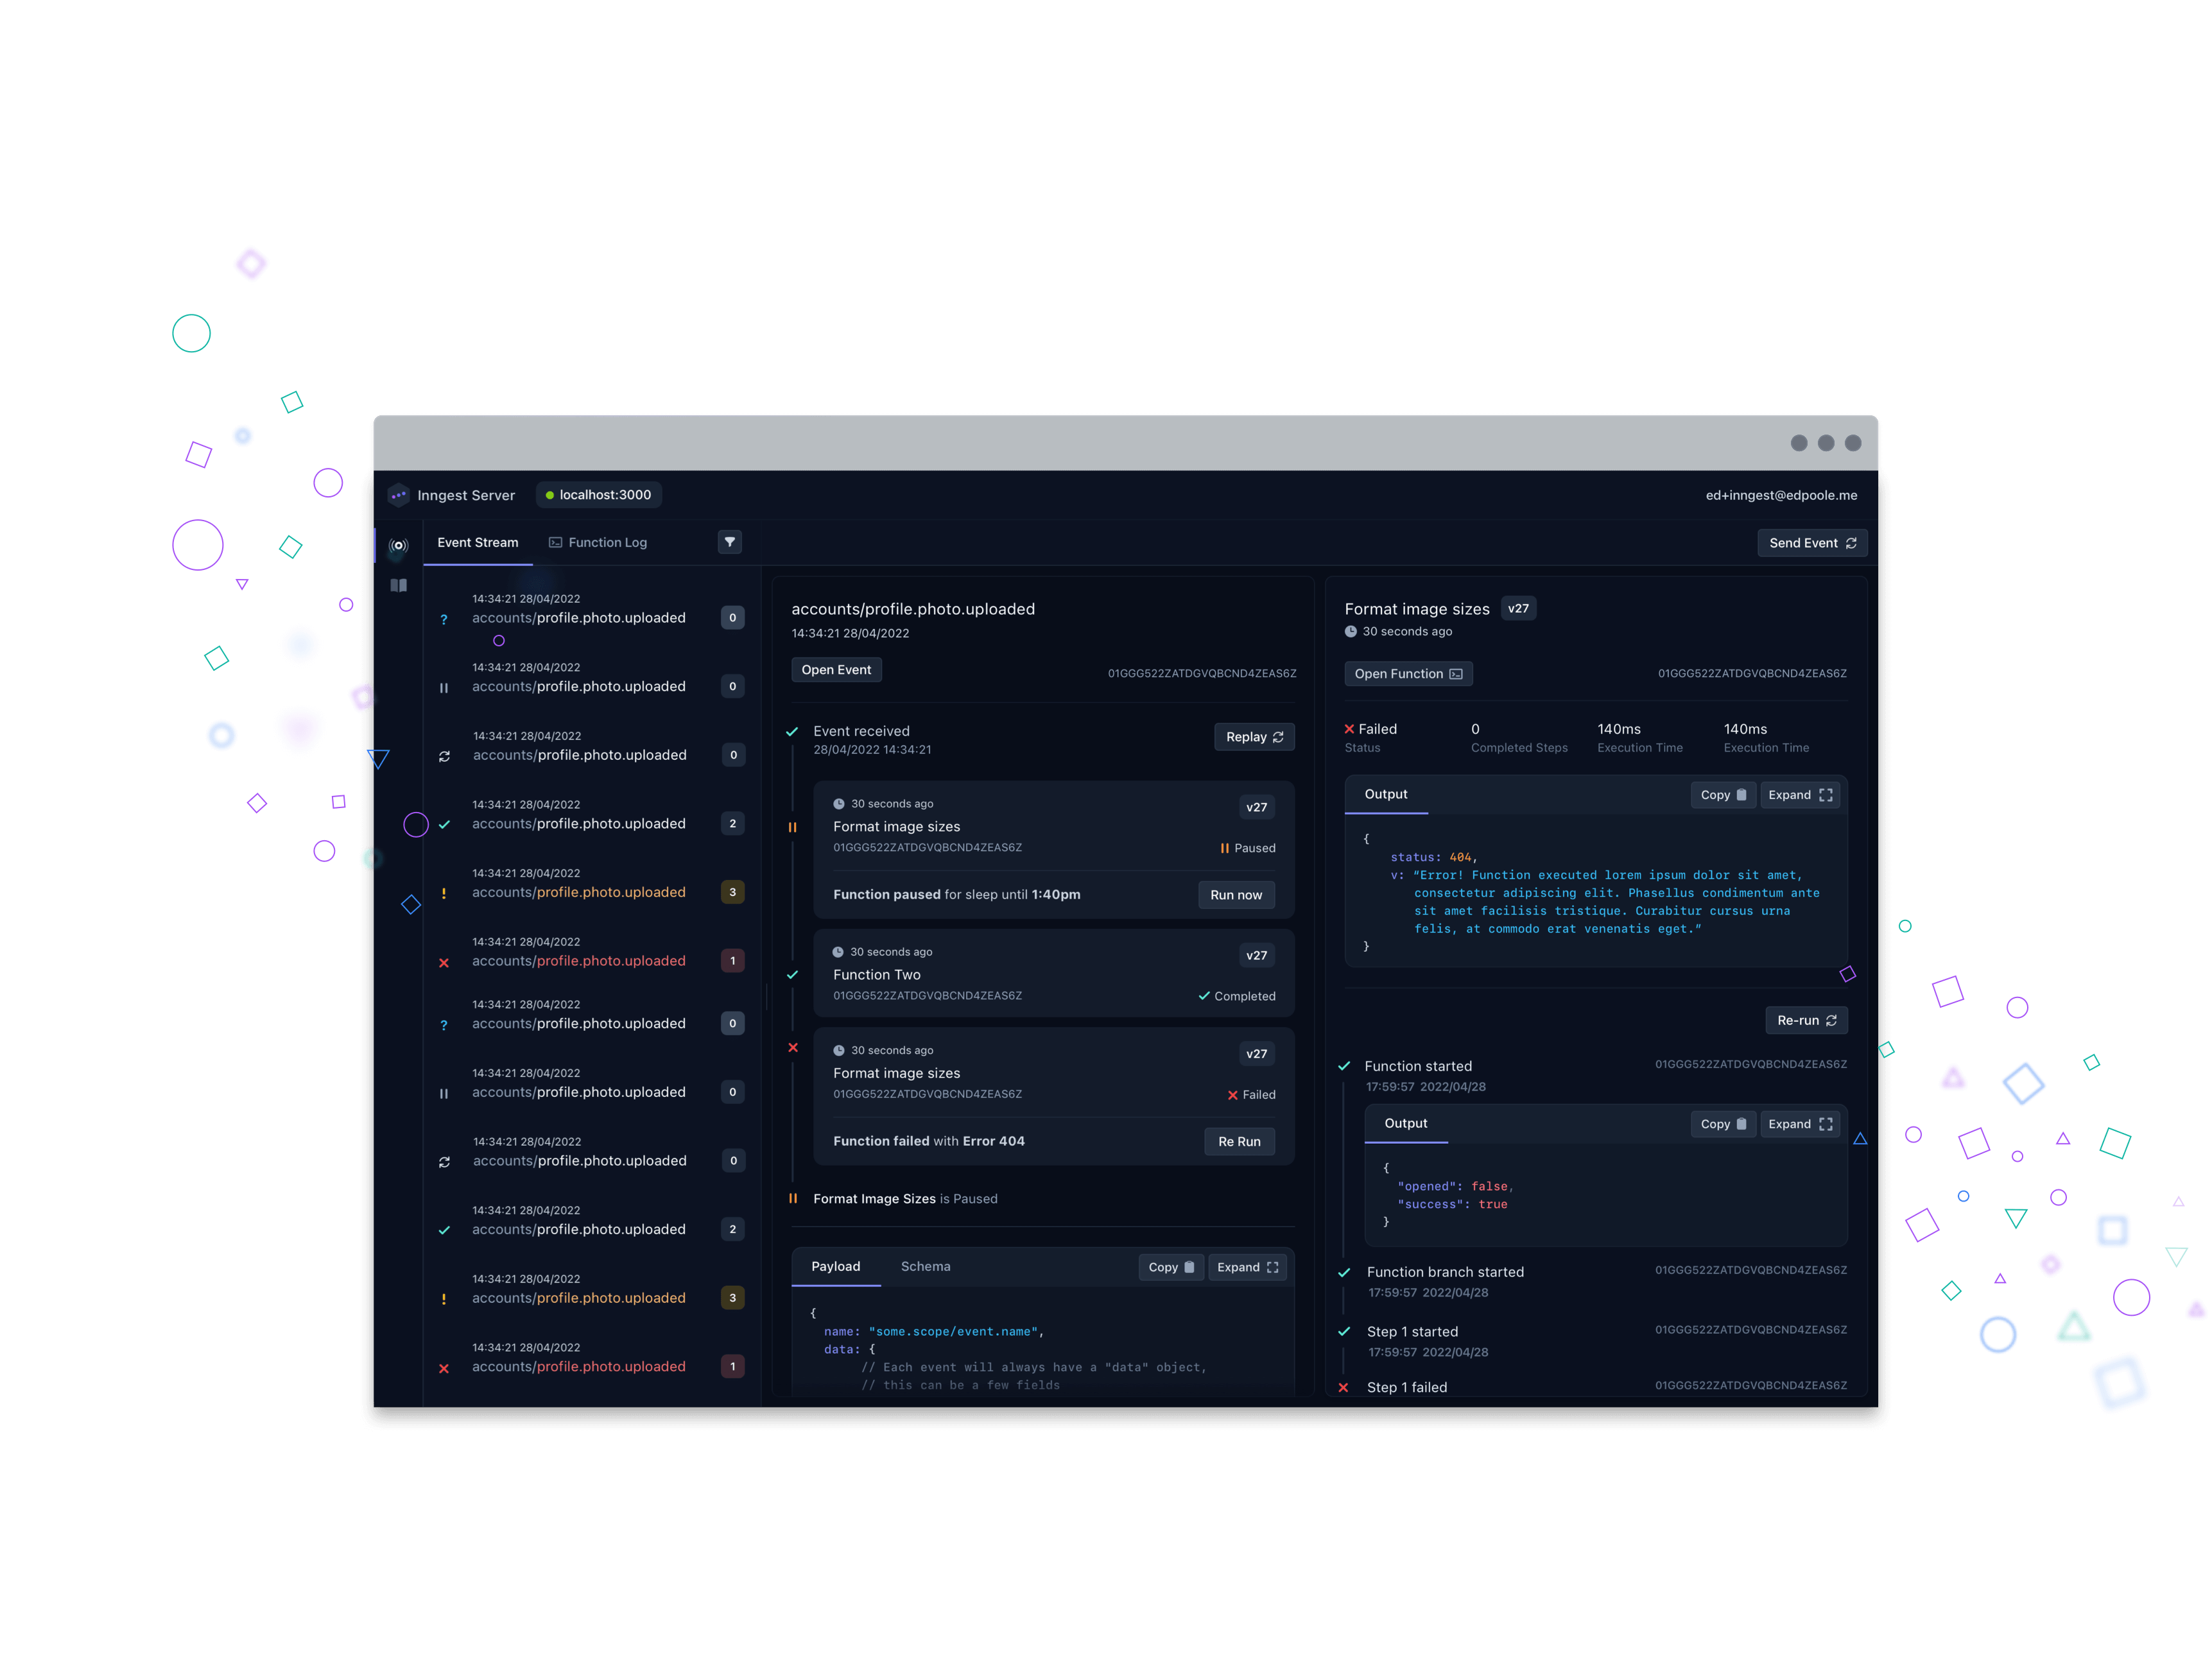 Inngest Server
localhost:3000
ed+inngest@edpoole.me
Event Stream
Function Log
Send Event
14:34:21 28/04/2022
accounts/profile.photo.uploaded
0
14:34:21 28/04/2022
accounts/profile.photo.uploaded
0
14:34:21 28/04/2022
accounts/profile.photo.uploaded
0
14:34:21 28/04/2022
accounts/profile.photo.uploaded
2
14:34:21 28/04/2022
accounts/profile.photo.uploaded
3
14:34:21 28/04/2022
accounts/profile.photo.uploaded
1
14:34:21 28/04/2022
accounts/profile.photo.uploaded
0
14:34:21 28/04/2022
accounts/profile.photo.uploaded
0
14:34:21 28/04/2022
accounts/profile.photo.uploaded
0
14:34:21 28/04/2022
accounts/profile.photo.uploaded
2
14:34:21 28/04/2022
accounts/profile.photo.uploaded
3
14:34:21 28/04/2022
accounts/profile.photo.uploaded
1
accounts/profile.photo.uploaded
14:34:21 28/04/2022
Open Event
01GGG522ZATDGVQBCND4ZEAS6Z
Event received
28/04/2022 14:34:21
Replay
30 seconds ago
v27
Format image sizes
01GGG522ZATDGVQBCND4ZEAS6Z
Paused
Function paused for sleep until 1:40pm
Run now
30 seconds ago
v27
Function Two
01GGG522ZATDGVQBCND4ZEAS6Z
Completed
30 seconds ago
v27
Format image sizes
01GGG522ZATDGVQBCND4ZEAS6Z
Failed
Function failed with Error 404
Re Run
Format Image Sizes is Paused
Payload
Schema
Copy
Expand
{
name: "some.scope/event.name",
data: {
// Each event will always have a "data" object,
// this can be a few fields
Format image sizes
v27
30 seconds ago
Open Function
01GGG522ZATDGVQBCND4ZEAS6Z
Failed
Status
0
Completed Steps
140ms
Execution Time
140ms
Execution Time
Output
Copy
Expand
{
status: 404,
v: “Error! Function executed lorem ipsum dolor sit amet,
consectetur adipiscing elit. Phasellus condimentum ante
sit amet facilisis tristique. Curabitur cursus urna
felis, at commodo erat venenatis eget.”
}
Re-run
Function started
01GGG522ZATDGVQBCND4ZEAS6Z
17:59:57 2022/04/28
Output
Copy
Expand
{
"opened": false,
"success": true
}
Function branch started
01GGG522ZATDGVQBCND4ZEAS6Z
17:59:57 2022/04/28
Step 1 started
01GGG522ZATDGVQBCND4ZEAS6Z
17:59:57 2022/04/28
Step 1 failed
01GGG522ZATDGVQBCND4ZEAS6Z